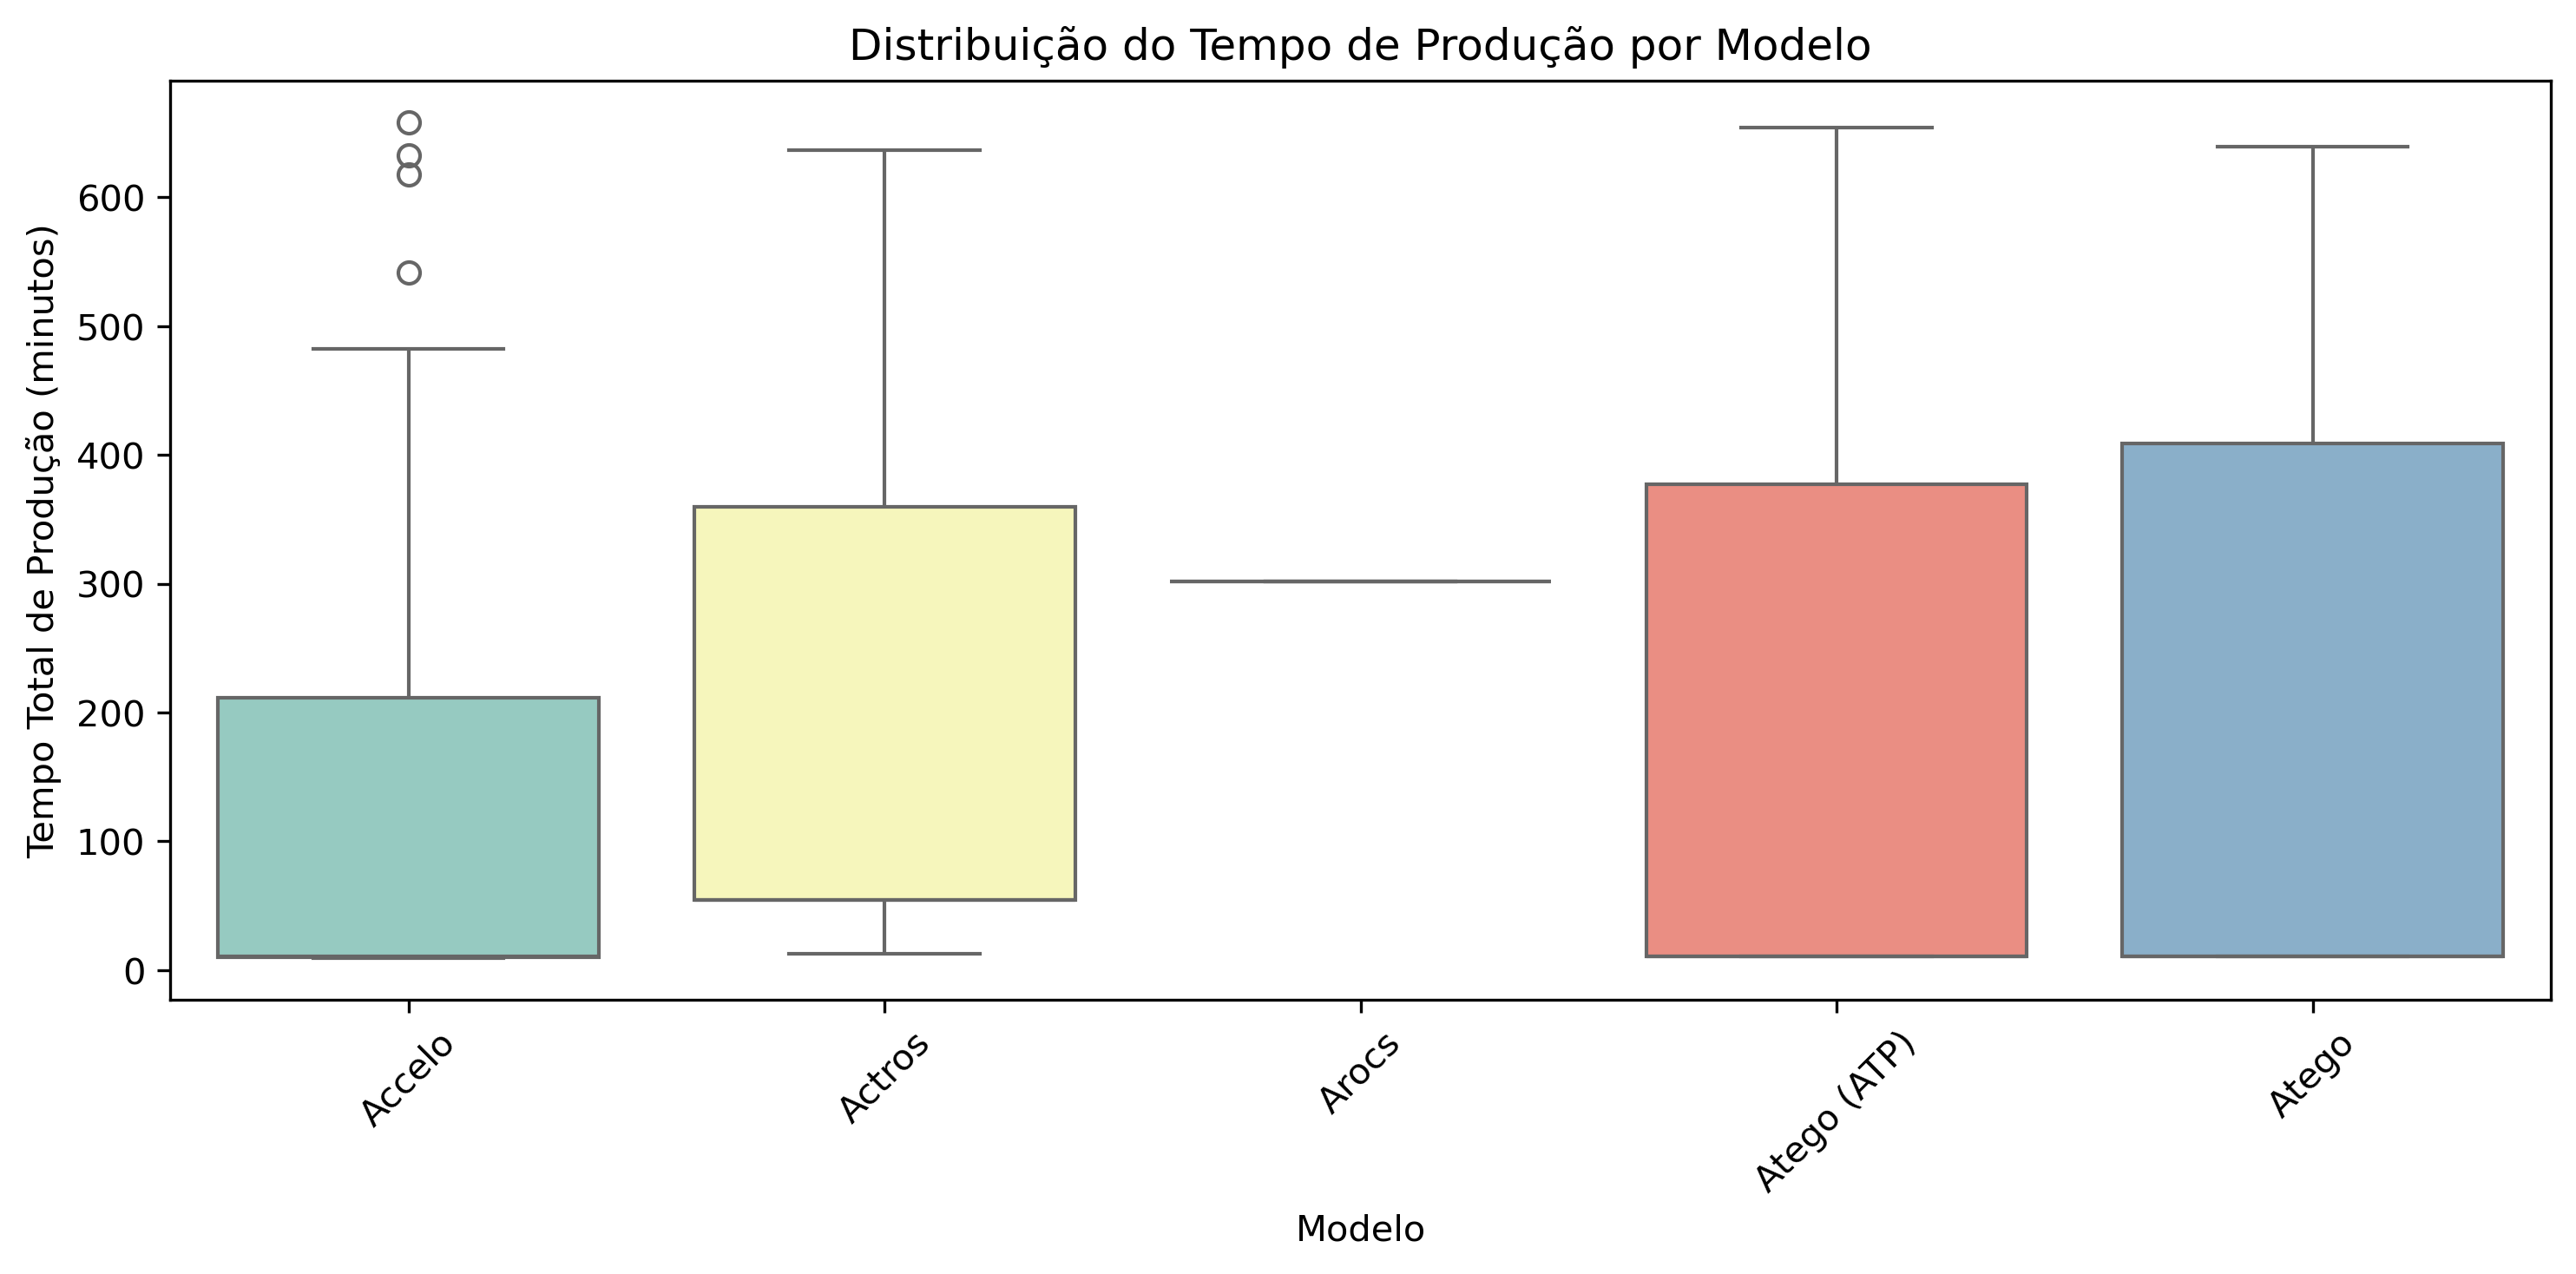 Distribuição do Tempo de Produção por Modelo
Tempo Total de Produção (minutos)
600
500
400
300
200
100
0
Accelo
Actros
Arocs
Atego (ATP)
Atego
Modelo